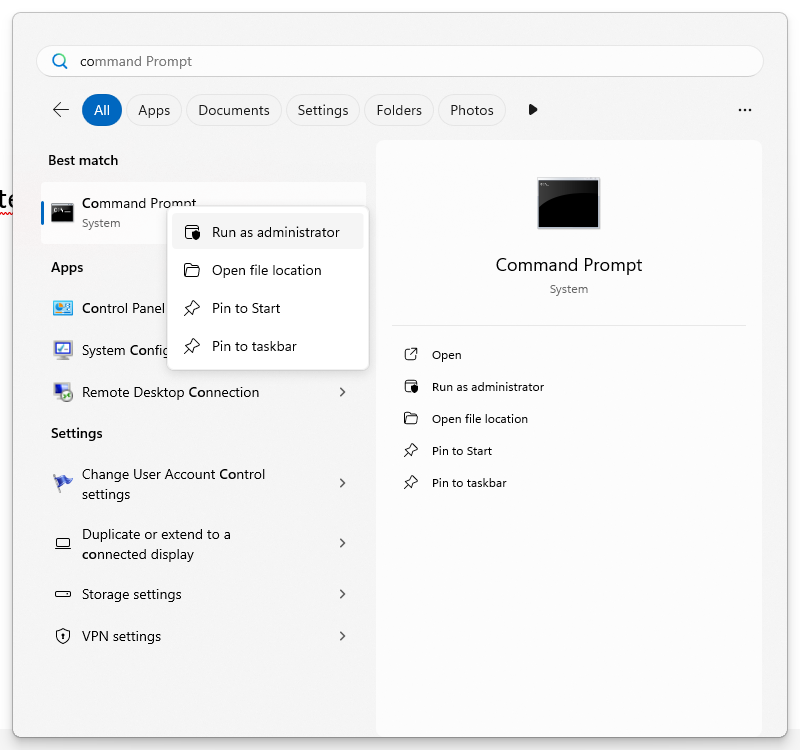 command Prompt
All
Apps
Documents
Settings
Folders
Photos
Best match
Command Prompt
System
Run as administrator
Open file location
Pin to Start
Pin to taskbar
Apps
Control Panel
System Config
Remote Desktop Connection
Settings
Change User Account Control
settings
Duplicate or extend to a
connected display
Storage settings
VPN settings
Command Prompt
System
Open
Run as administrator
Open file location
Pin to Start
Pin to taskbar